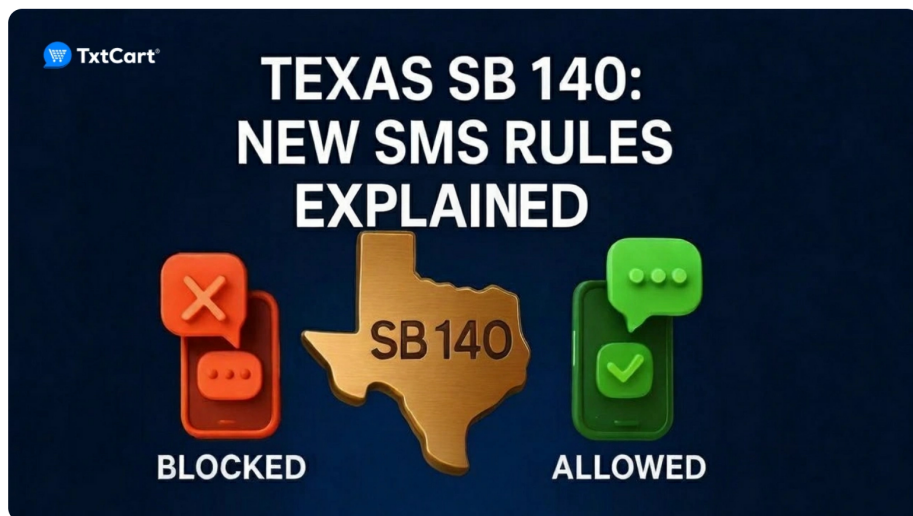 TxtCart®
TEXAS SB 140:
NEW SMS RULES
EXPLAINED
SB 140
BLOCKED
ALLOWED